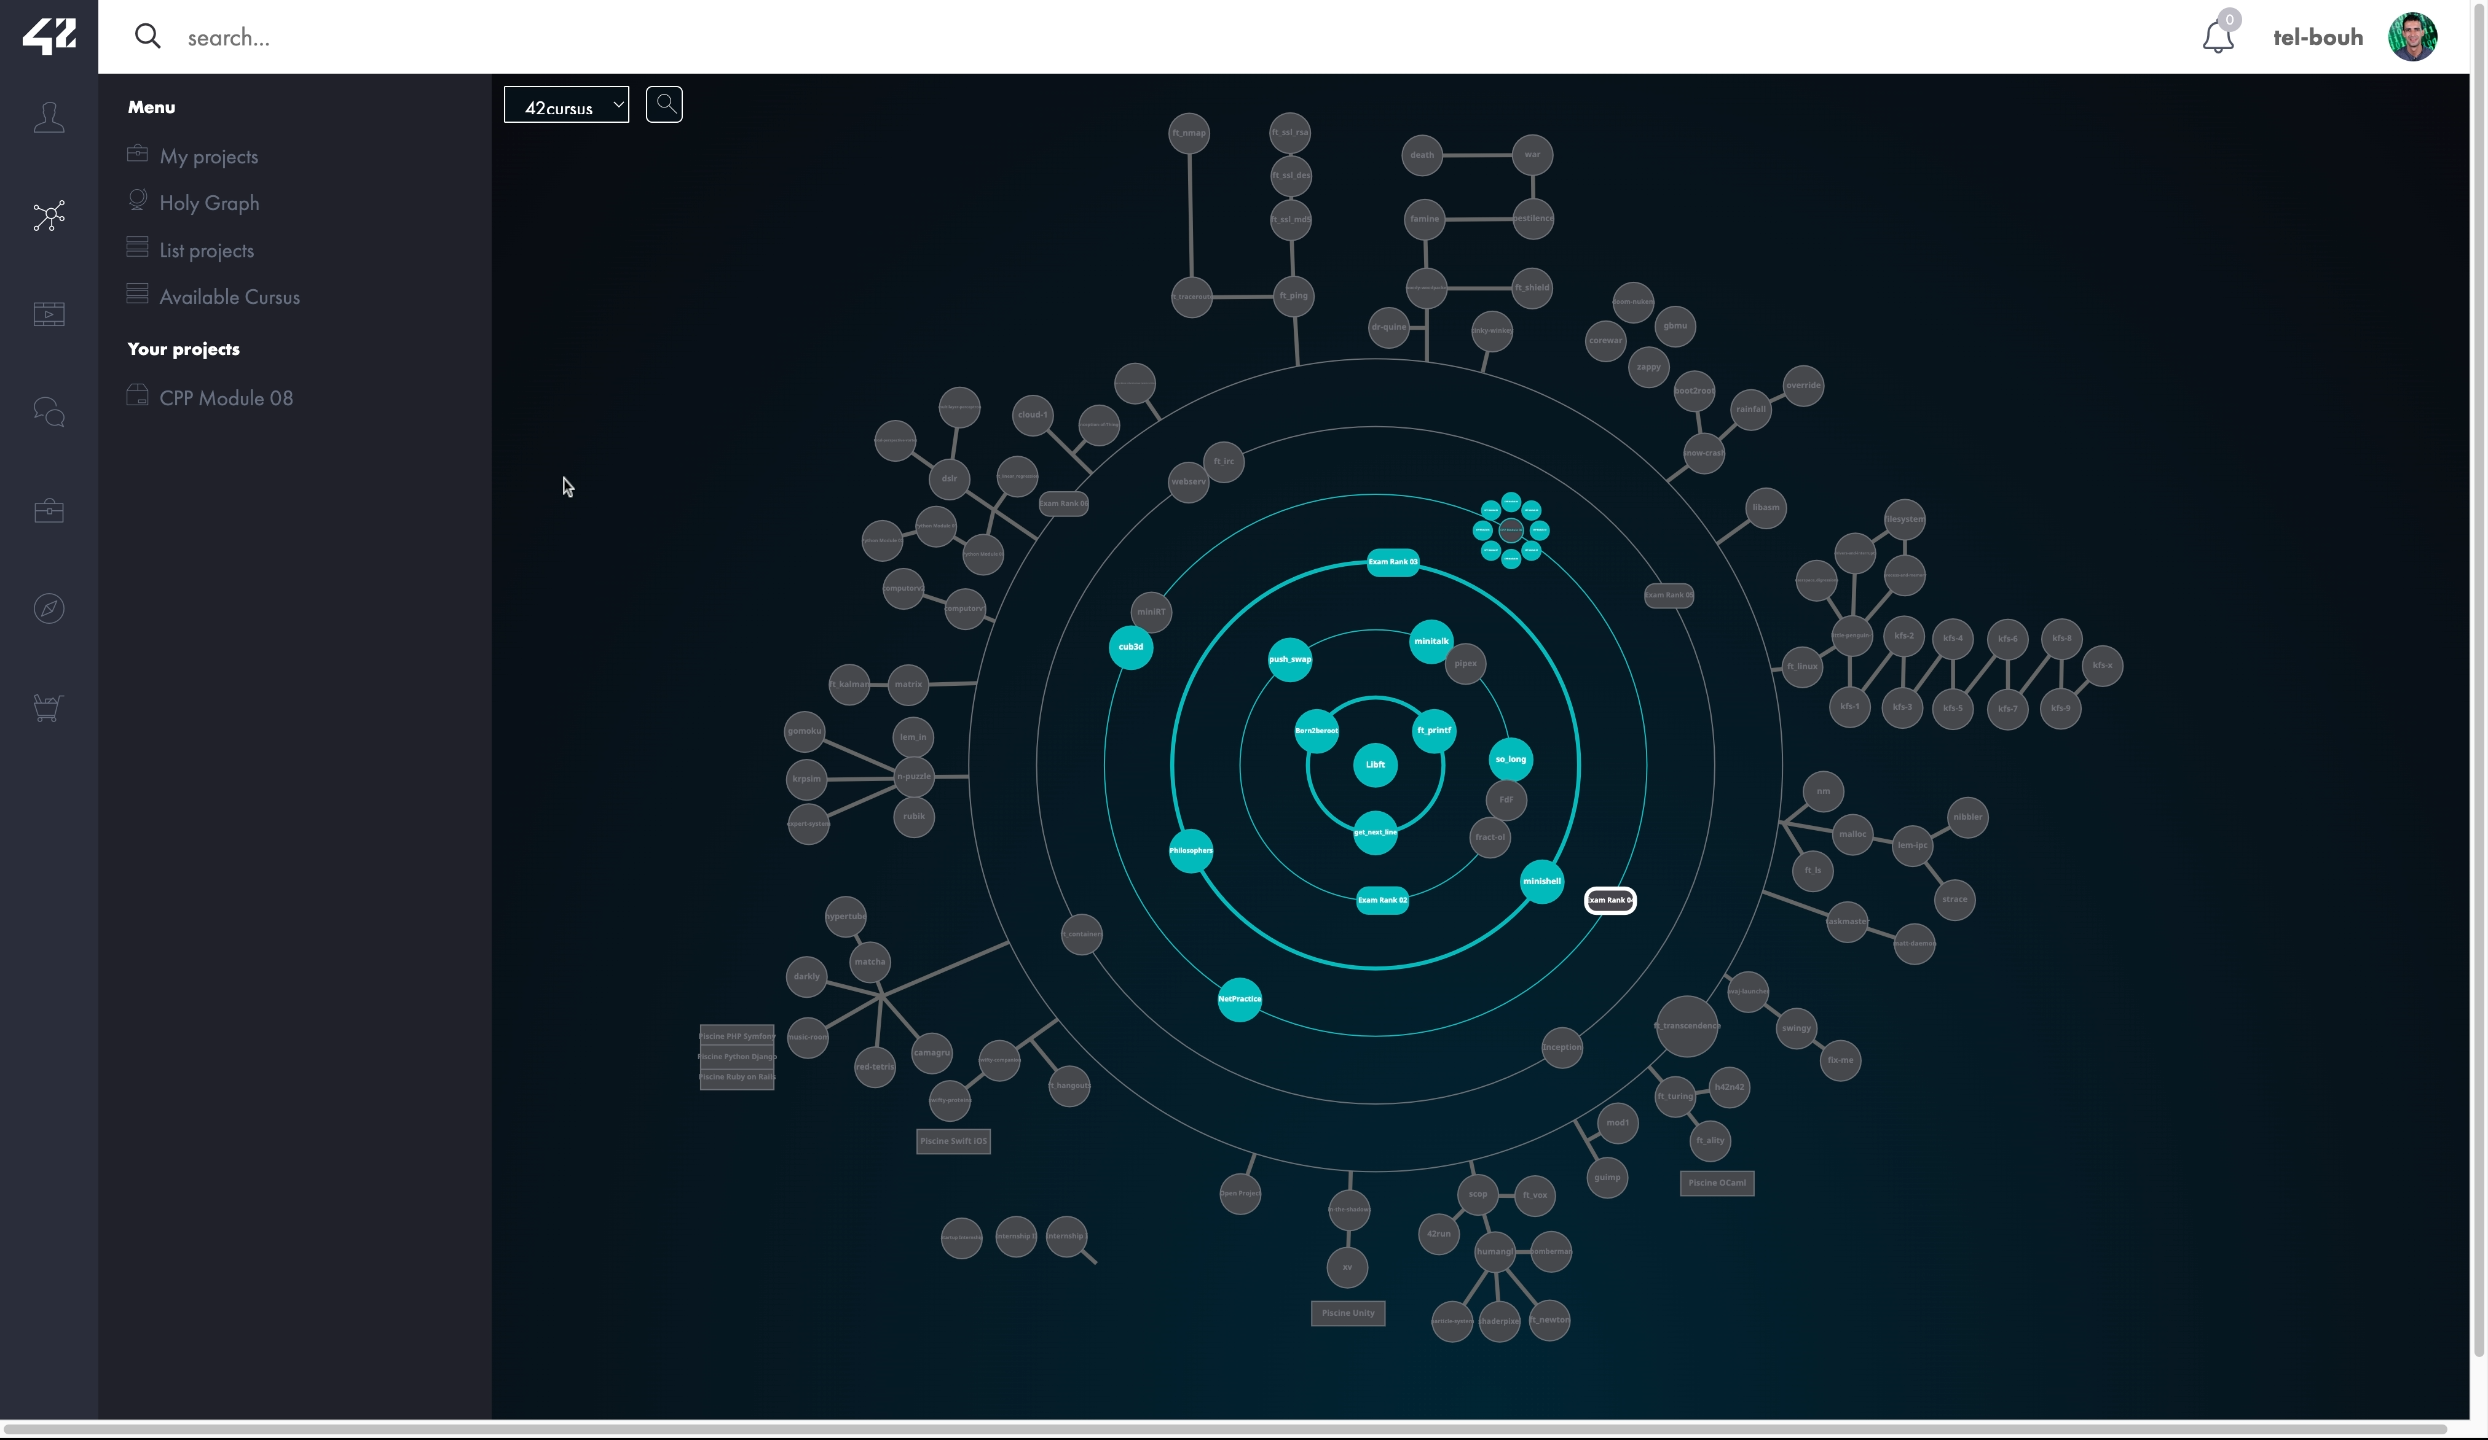 42
search...
0
tel-bouh
Menu
My projects
Holy Graph
List projects
Available Cursus
Your projects
CPP Module 08
42cursus
ft_nmap
ft_ssl_rsa
ft_ssl_des
ft_ssl_md5
death
war
famine
pestilence
ft_ping
ft_shield
dr-quine
gbmu
corewar
zappy
boot2root
override
rainfall
snow-crash
cloud-1
dslr
Exam Rank 06
ft_irc
webserv
libasm
filesystem
Exam Rank 03
Exam Rank 05
miniRT
cub3d
push_swap
minitalk
pipex
ft_linux
kfs-2
kfs-4
kfs-6
kfs-8
kfs-x
kfs-1
kfs-3
kfs-5
kfs-7
kfs-9
ft_kalman
matrix
gomoku
lem_in
krpsim
n-puzzle
expert-system
rubik
Born2beroot
ft_printf
Libft
get_next_line
so_long
FdF
fract-ol
Philosophers
minishell
Exam Rank 02
Exam Rank 04
nm
malloc
nibbler
lem-ipc
ft_ls
strace
taskmaster
matt-daemon
hypertube
matcha
darkly
music-room
red-tetris
camagru
ft_containers
NetPractice
Inception
ft_transcendence
swingy
fix-me
Piscine PHP Symfony
Piscine Python Django
Piscine Ruby on Rails
ft_hangouts
Piscine Swift iOS
ft_turing
h42n42
ft_ality
mod1
guimp
Piscine OCaml
Open Project
Internship I
scop
ft_vox
42run
humangl
bomberman
xv
Piscine Unity
particle-system
shaderpixel
ft_newton